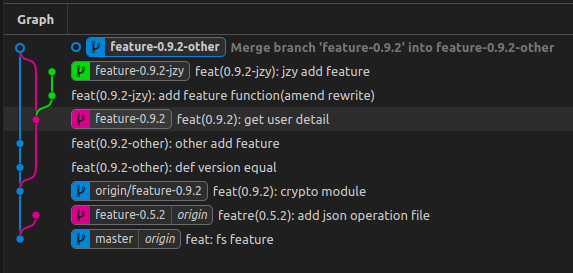 Graph
feature-0.9.2-other Merge branch 'feature-0.9.2' into feature-0.9.2-other
feature-0.9.2-jzy feat(0.9.2-jzy): jzy add feature
feat(0.9.2-jzy): add feature function(amend rewrite)
feature-0.9.2 feat(0.9.2): get user detail
feat(0.9.2-other): other add feature
feat(0.9.2-other): def version equal
origin/feature-0.9.2 feat(0.9.2): crypto module
feature-0.5.2 origin featre(0.5.2): add json operation file
master origin feat: fs feature